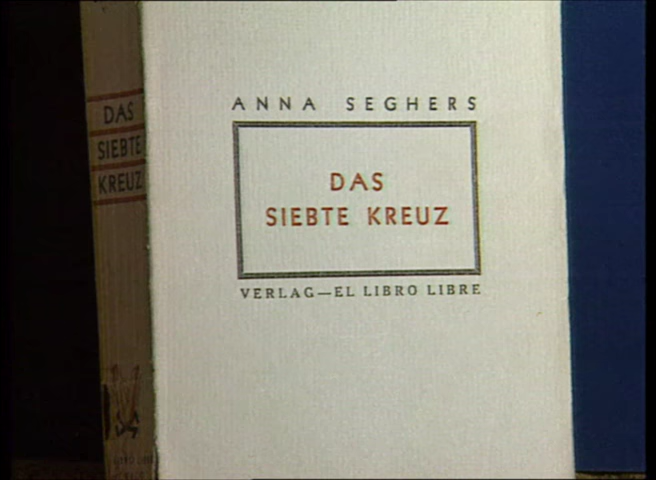 ANNA SEGHERS
DAS
SIEBTE KREUZ
VERLAG—EL LIBRO LIBRE
DAS
SIEBTE
KREUZ